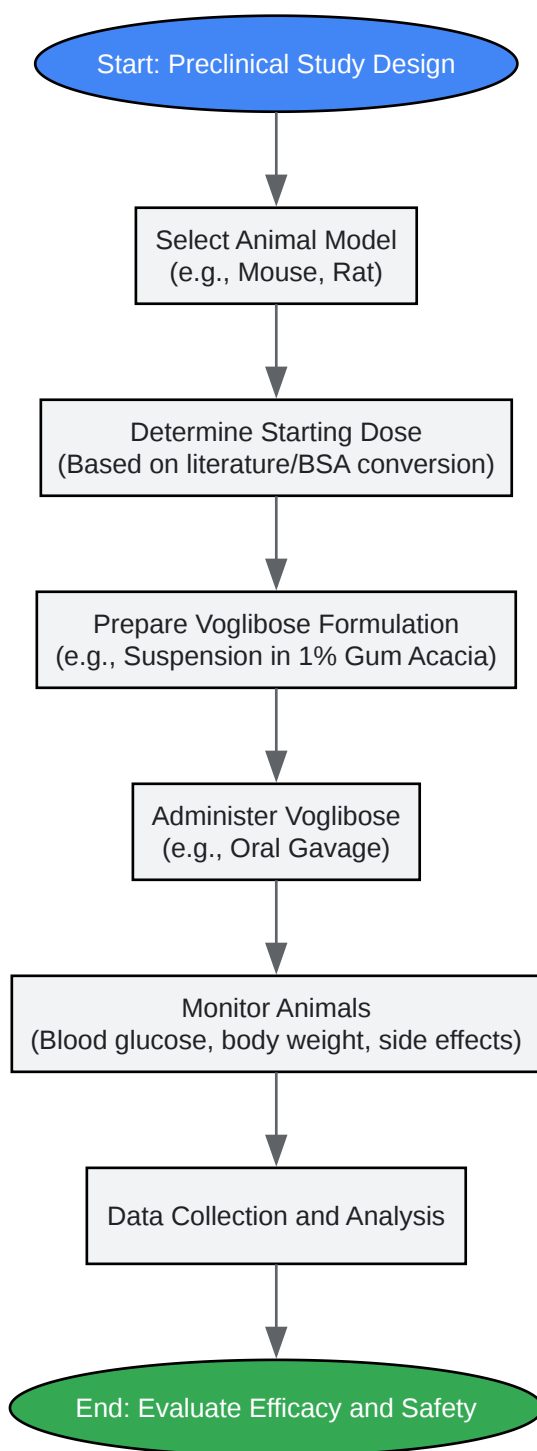 Start: Preclinical Study Design
Select Animal Model
(e.g., Mouse, Rat)
Determine Starting Dose
(Based on literature/BSA conversion)
Prepare Voglibose Formulation
(e.g., Suspension in 1% Gum Acacia)
Administer Voglibose
(e.g., Oral Gavage)
Monitor Animals
(Blood glucose, body weight, side effects)
Data Collection and Analysis
End: Evaluate Efficacy and Safety